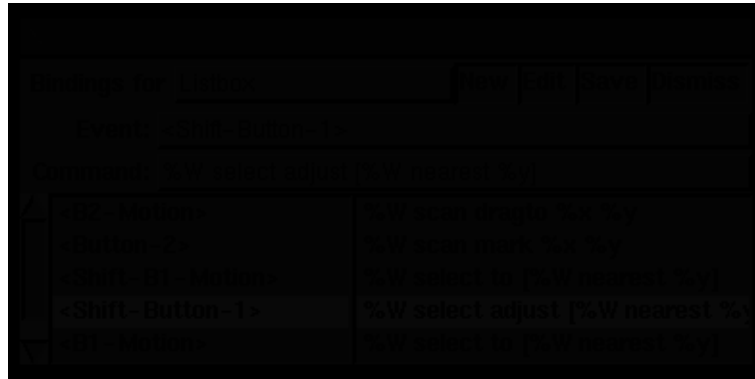 Bindings for Listbox New Edit Save Dismiss
Event: <Shift-Button-1>
Command: %W select adjust [%W nearest %y]
<B2-Motion> %W scan dragto %x %y
<Button-2> %W scan mark %x %y
<Shift-B1-Motion> %W select to [%W nearest %y]
<Shift-Button-1> %W select adjust [%W nearest %y
<B1-Motion> %W select to [%W nearest %y]